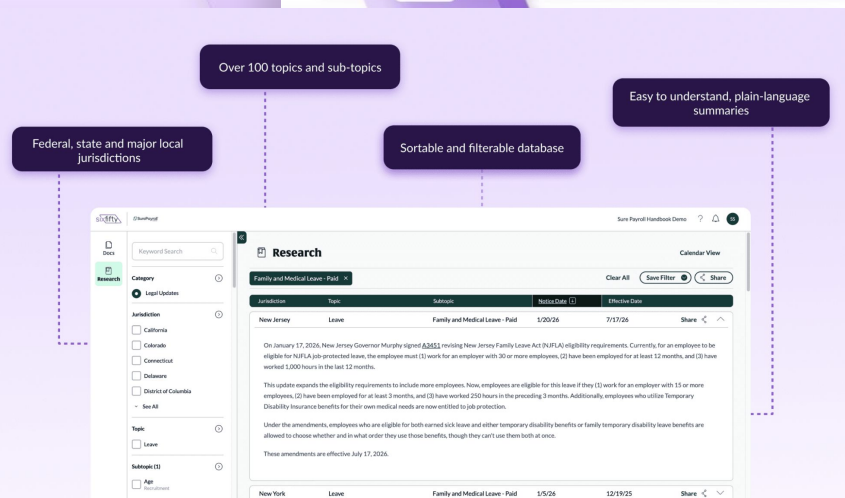 Over 100 topics and sub-topics
Easy to understand, plain-language
summaries
Federal, state and major local
jurisdictions
Sortable and filterable database
sixfifty
SurePayroll
Sure Payroll Handbook Demo ? SS
Docs
Research
Keyword Search
Category
Legal Updates
Jurisdiction
California
Colorado
Connecticut
Delaware
District of Columbia
See All
Topic
Leave
Subtopic (1)
Age
Recruitment
Research
Calendar View
Family and Medical Leave - Paid ×
Clear All Save Filter Share
Jurisdiction Topic Subtopic Notice Date Effective Date
New Jersey Leave Family and Medical Leave - Paid 1/20/26 7/17/26 Share
On January 17, 2026, New Jersey Governor Murphy signed A3451 revising New Jersey Family Leave Act (NJFLA) eligibility requirements. Currently, for an employee to be
eligible for NJFLA job-protected leave, the employee must (1) work for an employer with 30 or more employees, (2) have been employed for at least 12 months, and (3) have
worked 1,000 hours in the last 12 months.
This update expands the eligibility requirements to include more employees. Now, employees are eligible for this leave if they (1) work for an employer with 15 or more
employees, (2) have been employed for at least 3 months, and (3) have worked 250 hours in the preceding 3 months. Additionally, employees who utilize Temporary
Disability Insurance benefits for their own medical needs are now entitled to job protection.
Under the amendments, employees who are eligible for both earned sick leave and either temporary disability benefits or family temporary disability leave benefits are
allowed to choose whether and in what order they use those benefits, though they can't use them both at once.
These amendments are effective July 17, 2026.
New York Leave Family and Medical Leave - Paid 1/5/26 12/19/25 Share